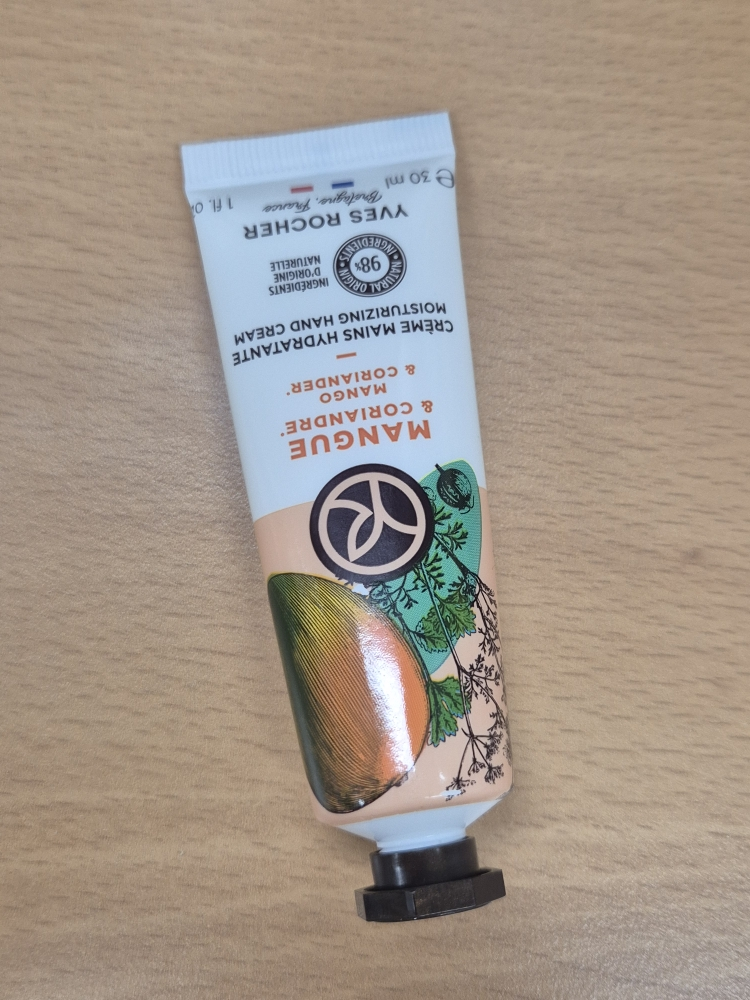 MANGUE
& CORIANDRE*
MANGO
& CORIANDER*
CRÈME MAINS HYDRATANTE
MOISTURIZING HAND CREAM
NATURAL ORIGIN • INGREDIENTS •
98%
INGRÉDIENTS
D'ORIGINE
NATURELLE
YVES ROCHER
Bretagne, France
℮ 30 ml
1 fl.